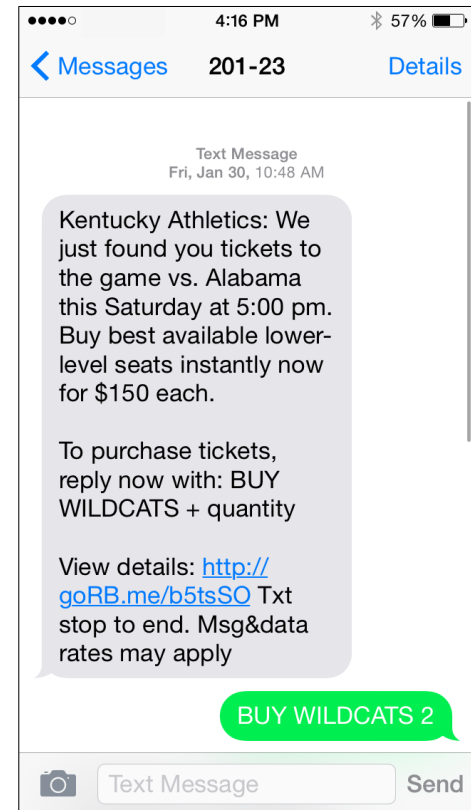 4:16 PM 57%
Messages 201-23 Details
Text Message
Fri, Jan 30, 10:48 AM
Kentucky Athletics: We
just found you tickets to
the game vs. Alabama
this Saturday at 5:00 pm.
Buy best available lower-
level seats instantly now
for $150 each.
To purchase tickets,
reply now with: BUY
WILDCATS + quantity
View details: http://
goRB.me/b5tsSO Txt
stop to end. Msg&data
rates may apply
BUY WILDCATS 2
Text Message Send